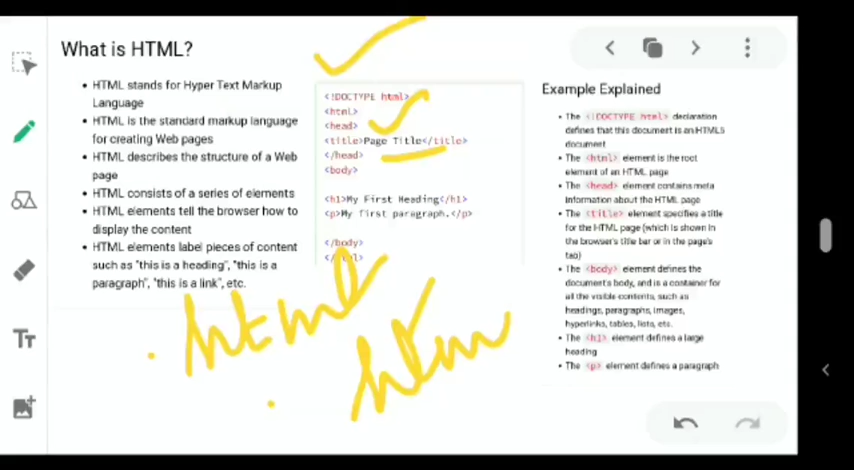 What is HTML?
• HTML stands for Hyper Text Markup
Language
• HTML is the standard markup language
for creating Web pages
• HTML describes the structure of a Web
page
• HTML consists of a series of elements
• HTML elements tell the browser how to
display the content
• HTML elements label pieces of content
such as "this is a heading", "this is a
paragraph", "this is a link", etc.
<!DOCTYPE html>
<html>
<head>
<title>Page Title</title>
</head>
<body>
<h1>My First Heading</h1>
<p>My first paragraph.</p>
</body>
</html>
Example Explained
• The <!DOCTYPE html> declaration
defines that this document is an HTML5
document
• The <html> element is the root
element of an HTML page
• The <head> element contains meta
information about the HTML page
• The <title> element specifies a title
for the HTML page (which is shown in
the browser's title bar or in the page's
tab)
• The <body> element defines the
document's body, and is a container for
all the visible contents, such as
headings, paragraphs, images,
hyperlinks, tables, lists, etc.
• The <h1> element defines a large
heading
• The <p> element defines a paragraph
.html
.htm
TT